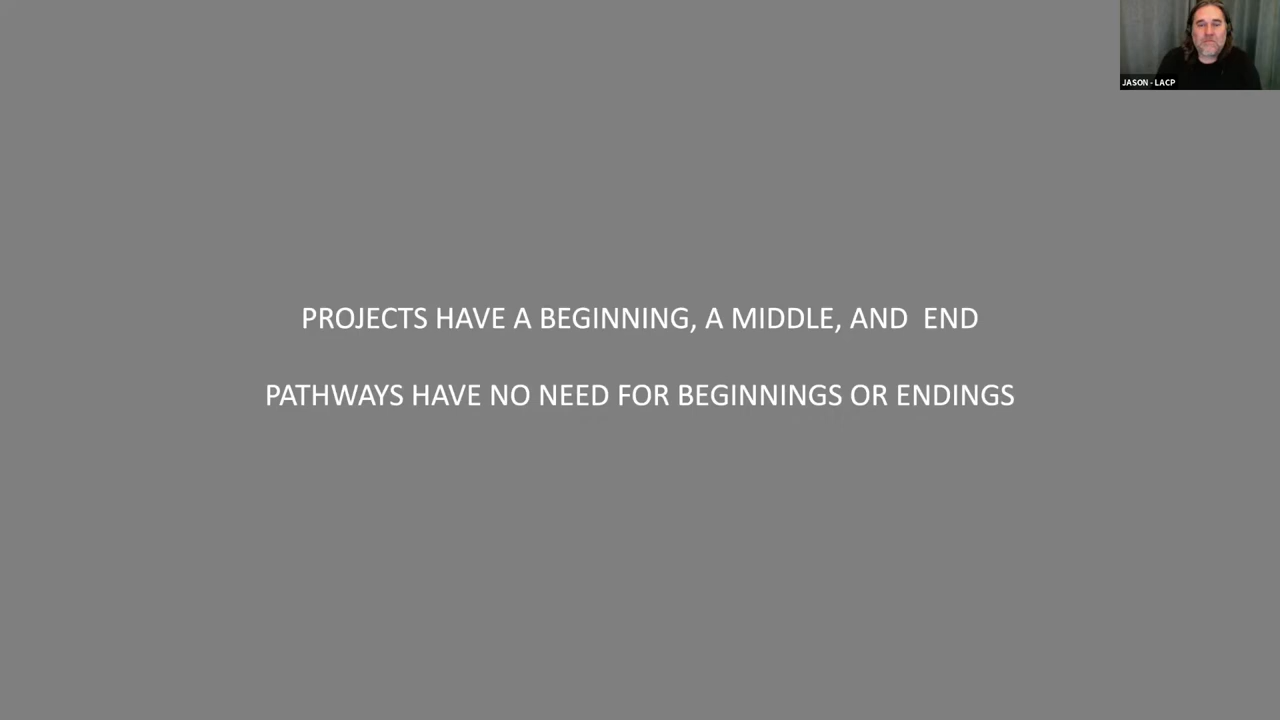 JASON - LACP
PROJECTS HAVE A BEGINNING, A MIDDLE, AND  END
PATHWAYS HAVE NO NEED FOR BEGINNINGS OR ENDINGS